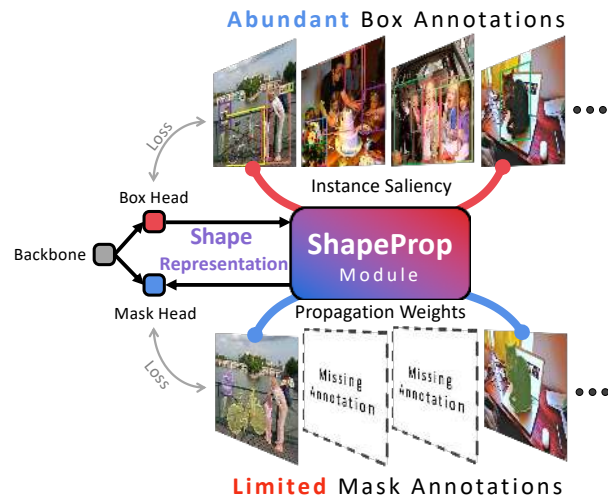 Abundant Box Annotations
Loss
Instance Saliency
Box Head
Backbone
Shape
Representation
ShapeProp
Module
Mask Head
Propagation Weights
Loss
Missing
Annotation
Missing
Annotation
Limited Mask Annotations